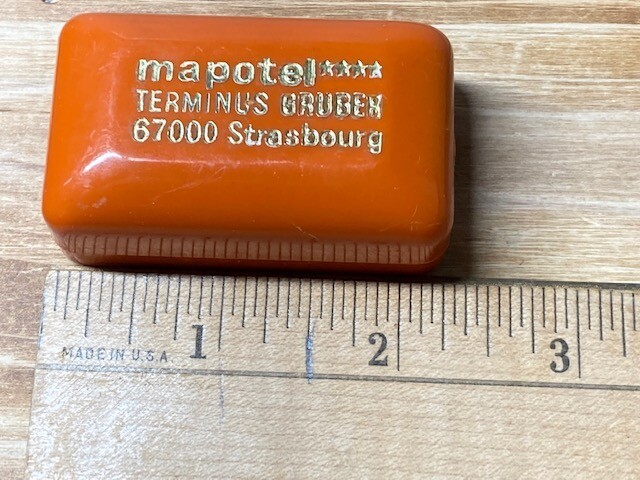 mapotel****
TERMINUS GRUBER
67000 Strasbourg
MADE IN U.S.A.
1 2 3